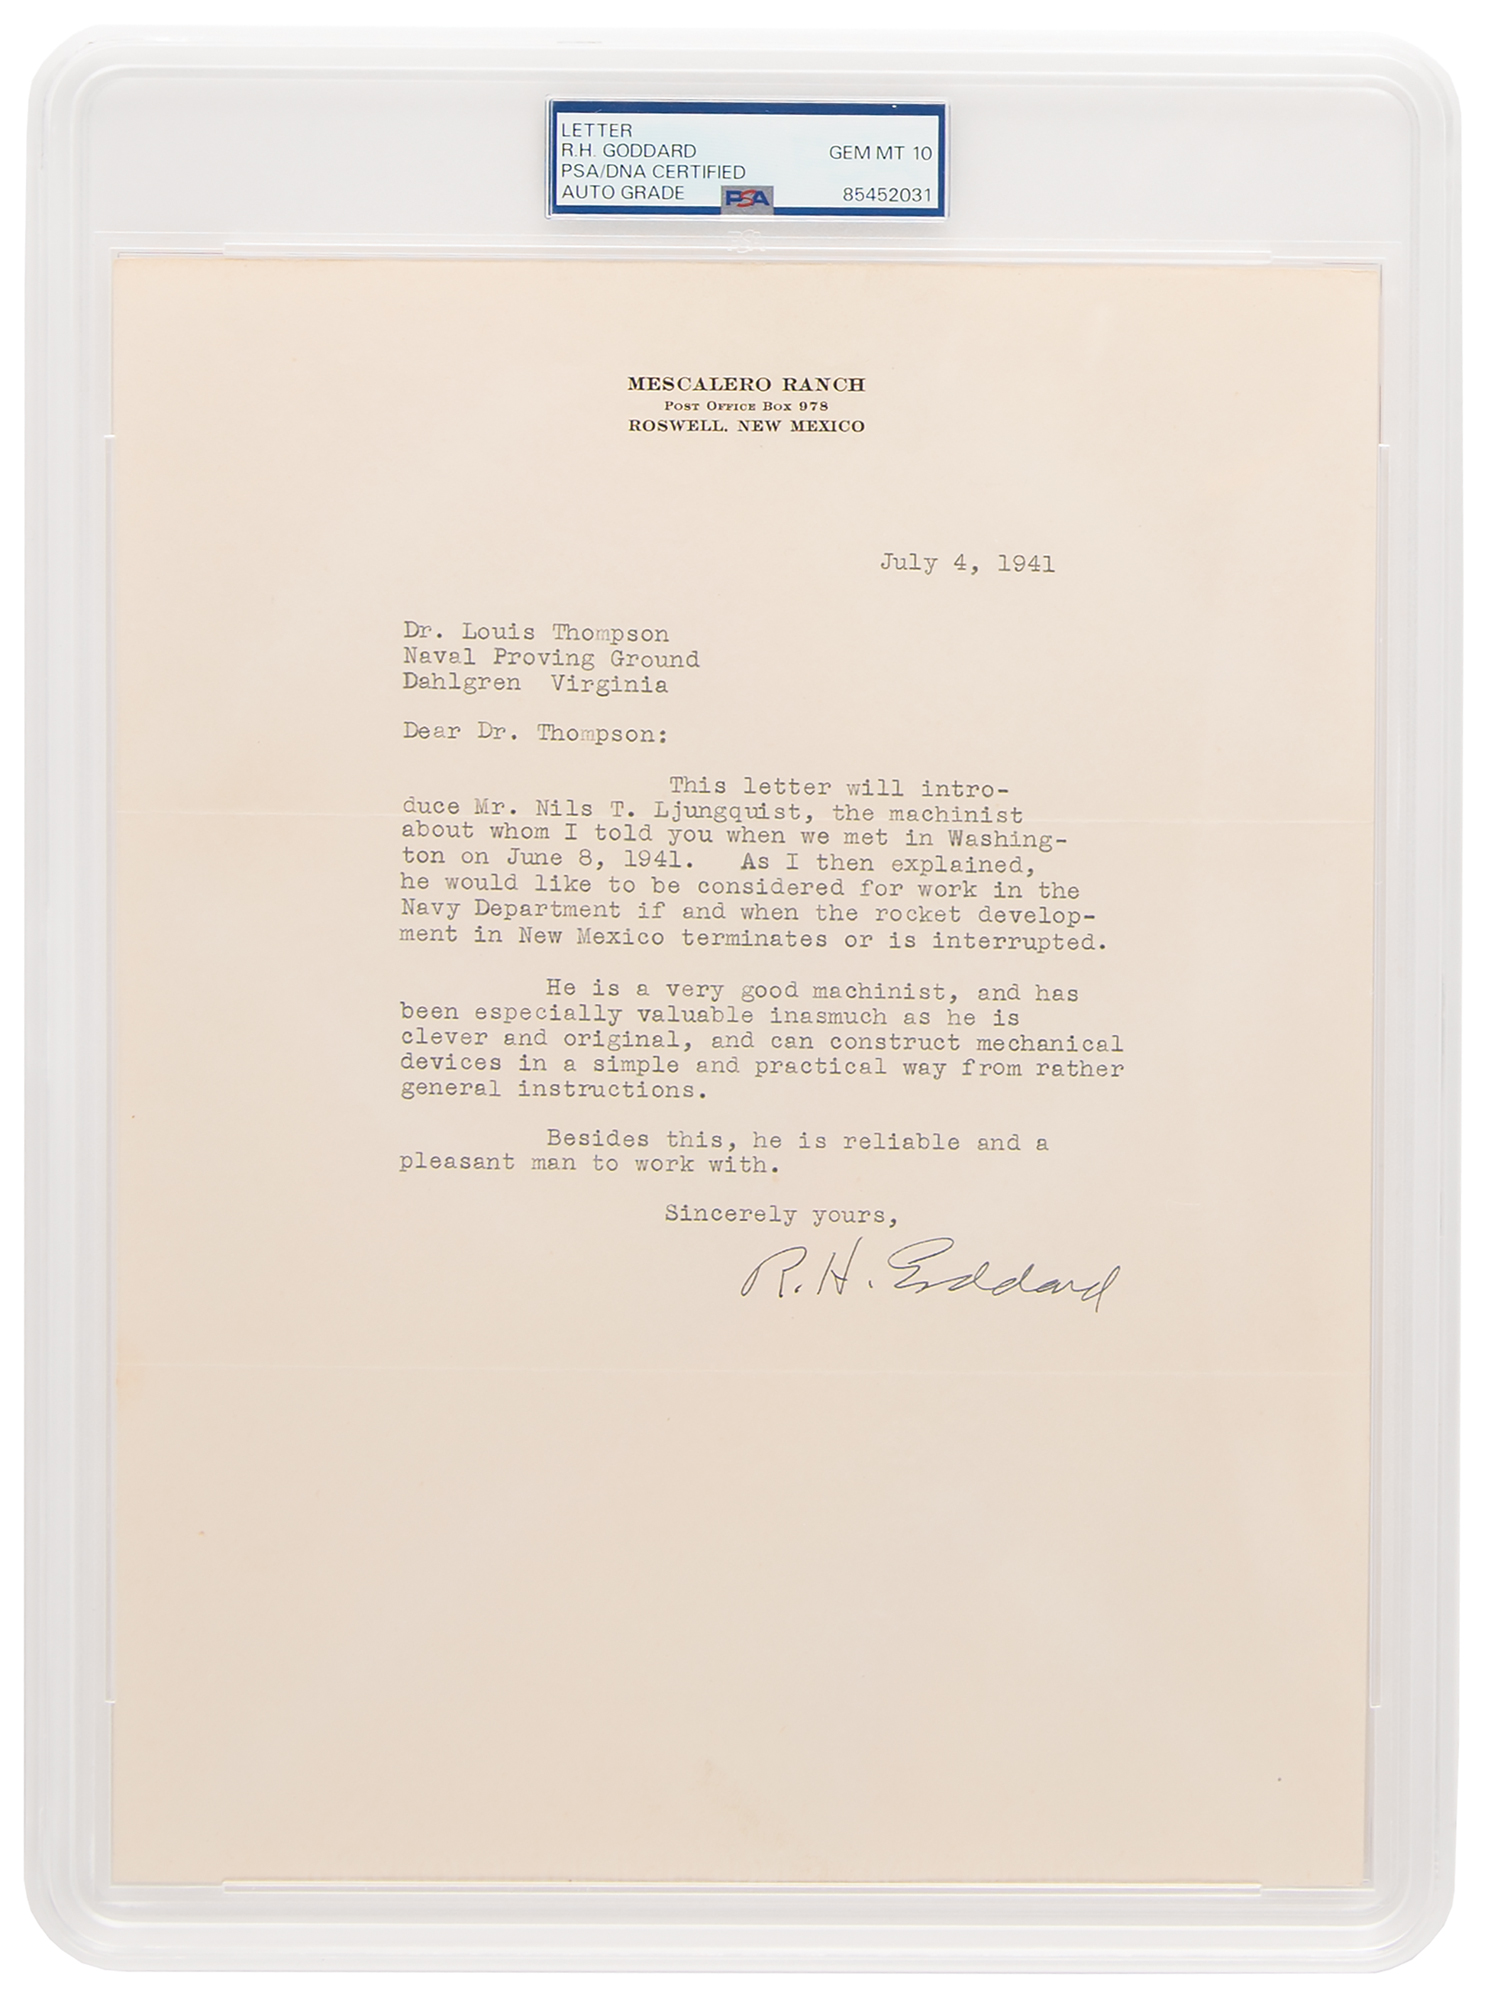 LETTER
R.H. GODDARD
PSA/DNA CERTIFIED
AUTO GRADE
GEM MT 10
PSA
85452031
MESCALERO RANCH
POST OFFICE BOX 978
ROSWELL, NEW MEXICO
July 4, 1941
Dr. Louis Thompson
Naval Proving Ground
Dahlgren Virginia
Dear Dr. Thompson:
This letter will intro-
duce Mr. Nils T. Ljungquist, the machinist
about whom I told you when we met in Washing-
ton on June 8, 1941. As I then explained,
he would like to be considered for work in the
Navy Department if and when the rocket develop-
ment in New Mexico terminates or is interrupted.
He is a very good machinist, and has
been especially valuable inasmuch as he is
clever and original, and can construct mechanical
devices in a simple and practical way from rather
general instructions.
Besides this, he is reliable and a
pleasant man to work with.
Sincerely yours,
R. H. Goddard